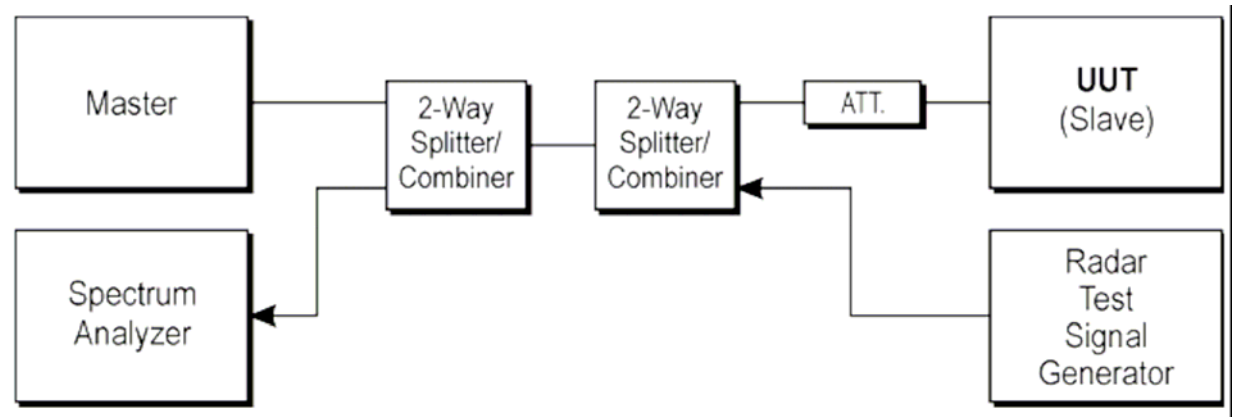 Master
2-Way
Splitter/
Combiner
2-Way
Splitter/
Combiner
ATT.
UUT
(Slave)
Spectrum
Analyzer
Radar
Test
Signal
Generator